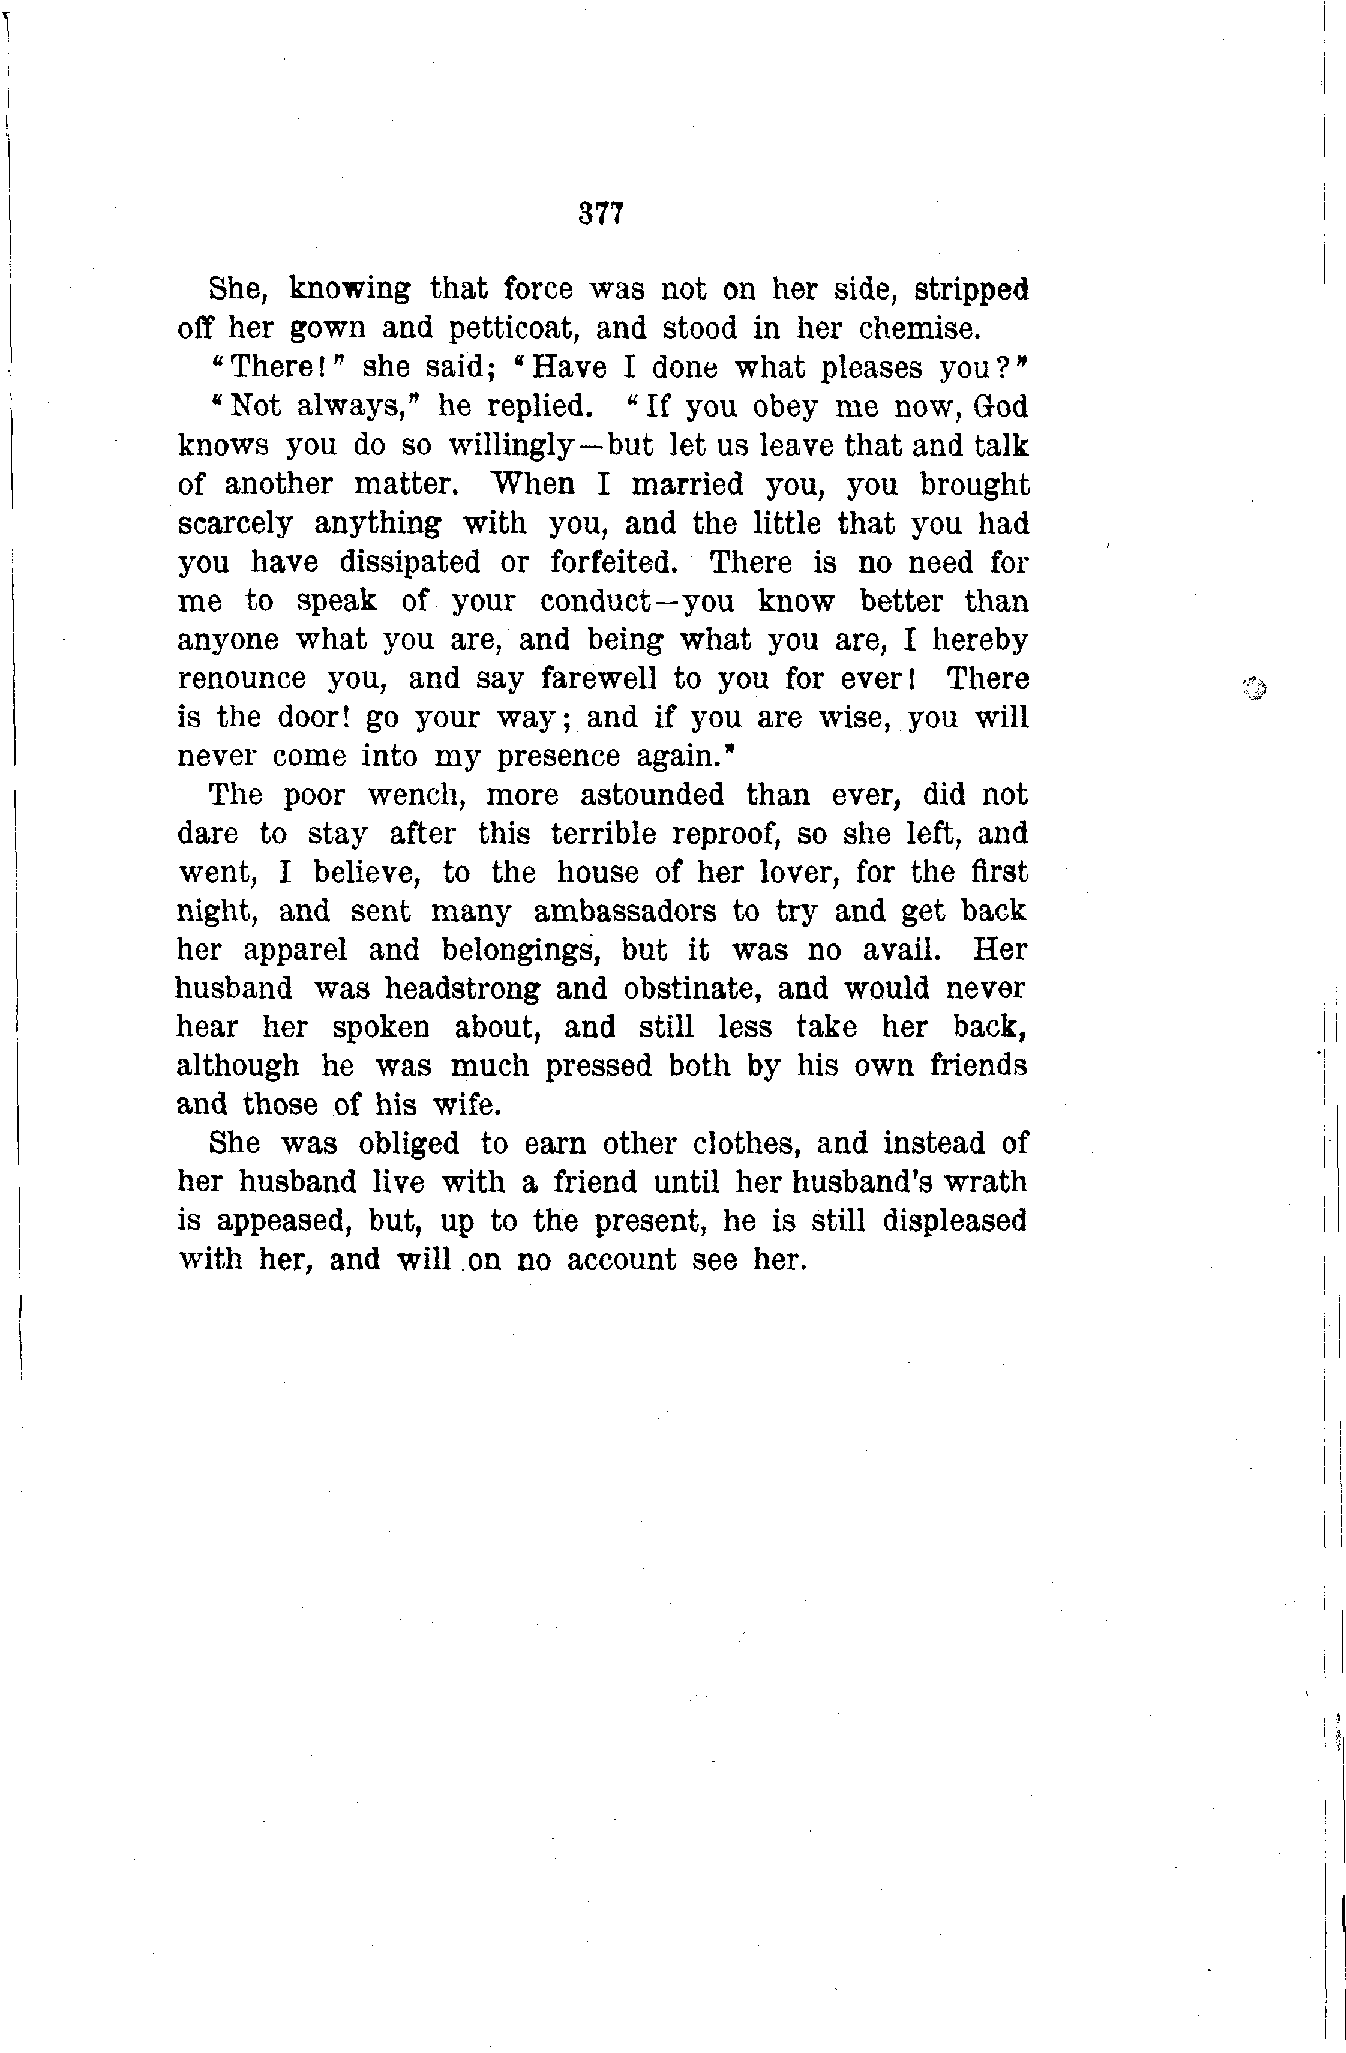 377
She, knowing that force was not on her side, stripped
off her gown and petticoat, and stood in her chemise.
"There!" she said; "Have I done what pleases you?"
"Not always," he replied. "If you obey me now, God
knows you do so willingly—but let us leave that and talk
of another matter. When I married you, you brought
scarcely anything with you, and the little that you had
you have dissipated or forfeited. There is no need for
me to speak of your conduct—you know better than
anyone what you are, and being what you are, I hereby
renounce you, and say farewell to you for ever! There
is the door! go your way; and if you are wise, you will
never come into my presence again."
The poor wench, more astounded than ever, did not
dare to stay after this terrible reproof, so she left, and
went, I believe, to the house of her lover, for the first
night, and sent many ambassadors to try and get back
her apparel and belongings, but it was no avail. Her
husband was headstrong and obstinate, and would never
hear her spoken about, and still less take her back,
although he was much pressed both by his own friends
and those of his wife.
She was obliged to earn other clothes, and instead of
her husband live with a friend until her husband's wrath
is appeased, but, up to the present, he is still displeased
with her, and will on no account see her.